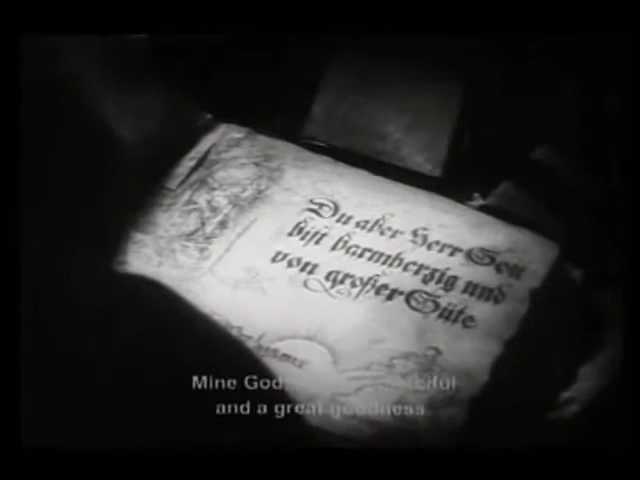 Du aber Herr Gott
bist barmherzig und
von großer Güte
Mine God
and a great goodness